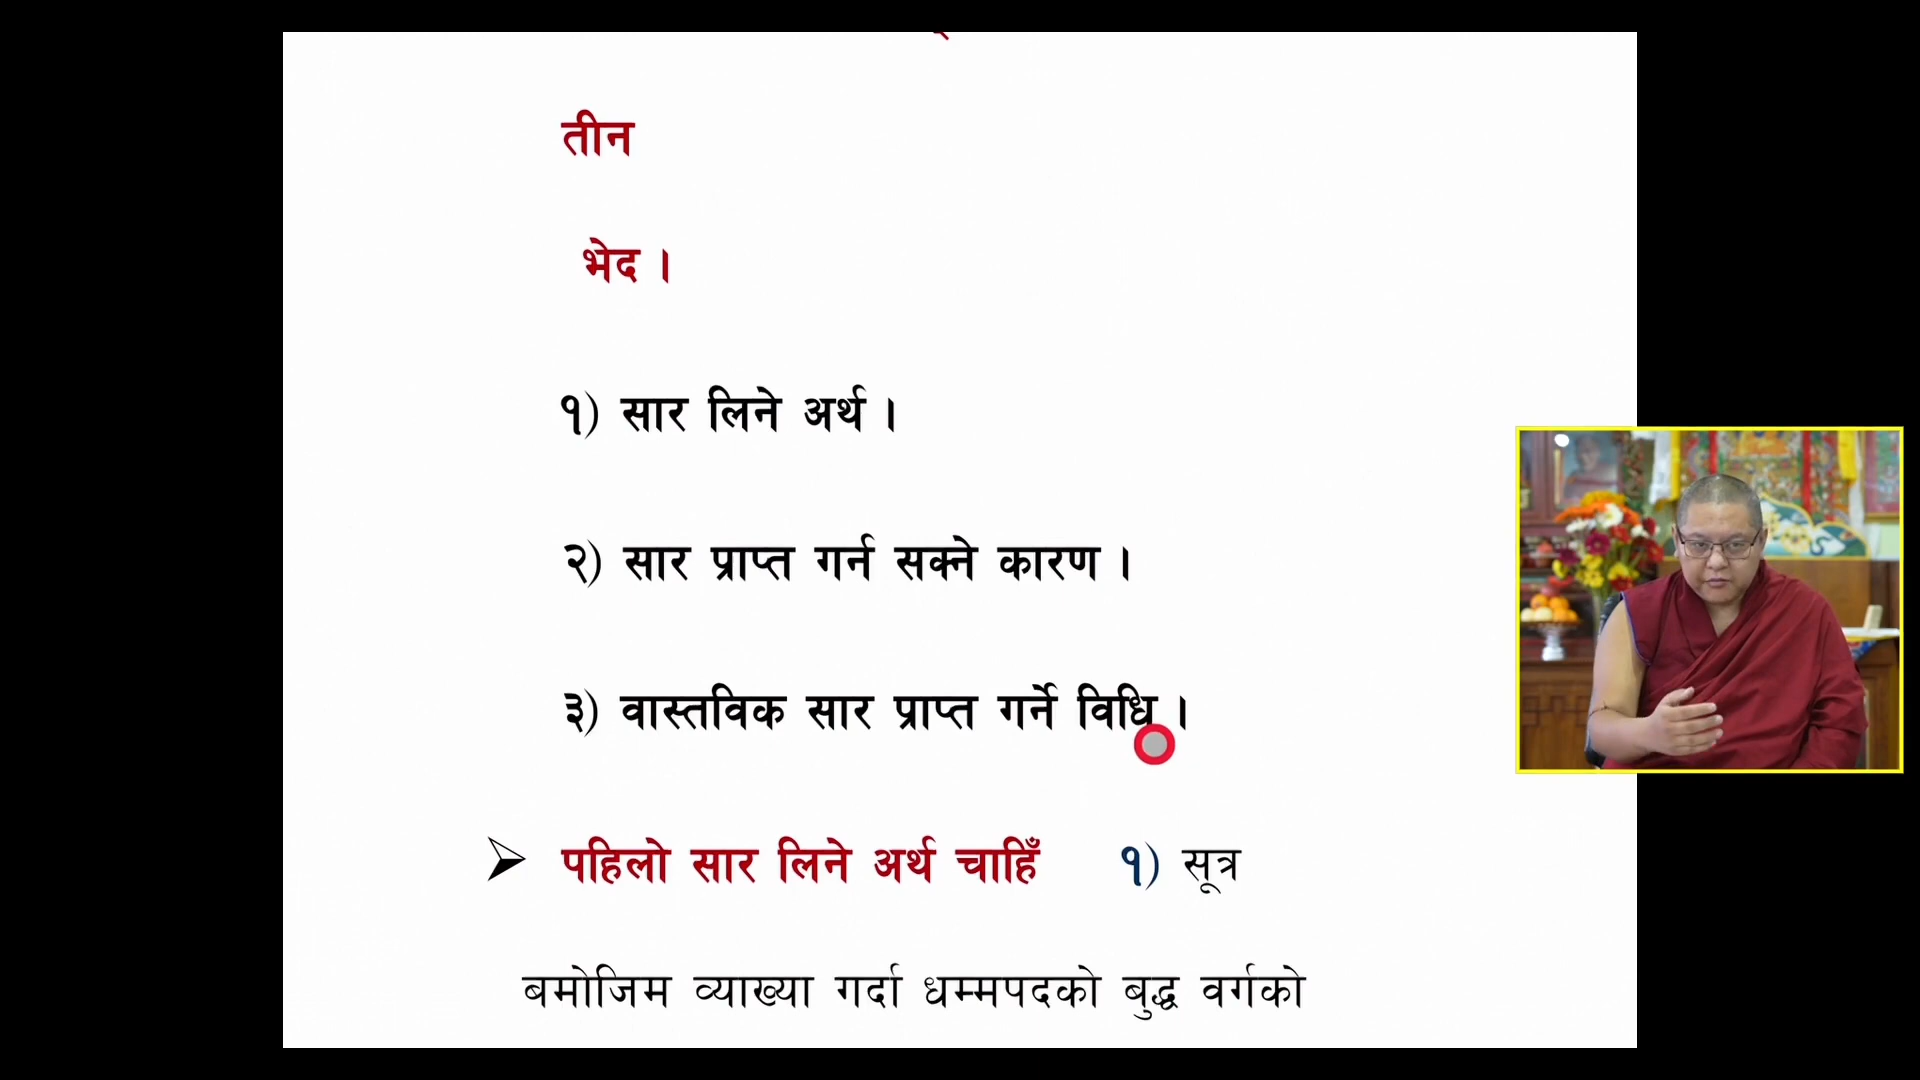 तीन
भेद ।
१) सार लिने अर्थ ।
२) सार प्राप्त गर्न सक्ने कारण ।
३) वास्तविक सार प्राप्त गर्ने विधि ।
➢ पहिलो सार लिने अर्थ चाहिँ १) सूत्र
बमोजिम व्याख्या गर्दा धम्मपदको बुद्ध वर्गको